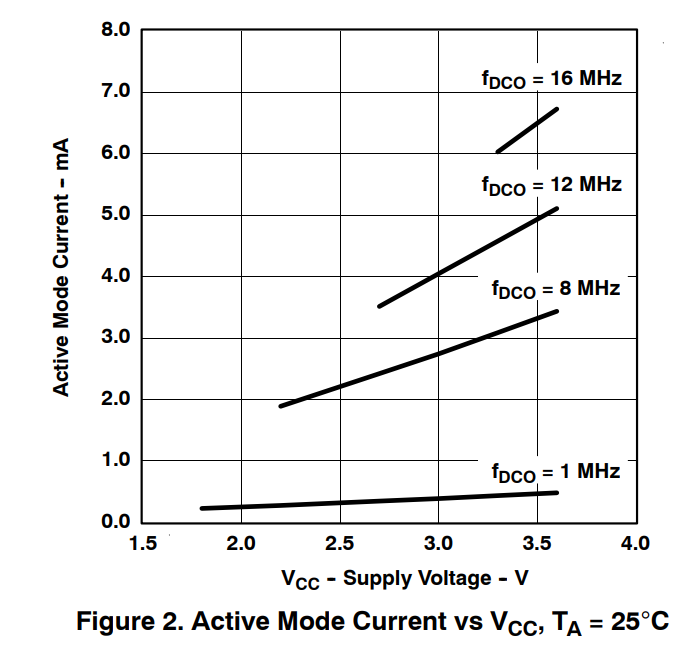 8.0
7.0
6.0
5.0
4.0
3.0
2.0
1.0
0.0
Active Mode Current − mA
fDCO = 16 MHz
fDCO = 12 MHz
fDCO = 8 MHz
fDCO = 1 MHz
1.5 2.0 2.5 3.0 3.5 4.0
VCC − Supply Voltage − V
Figure 2. Active Mode Current vs VCC, TA = 25°C